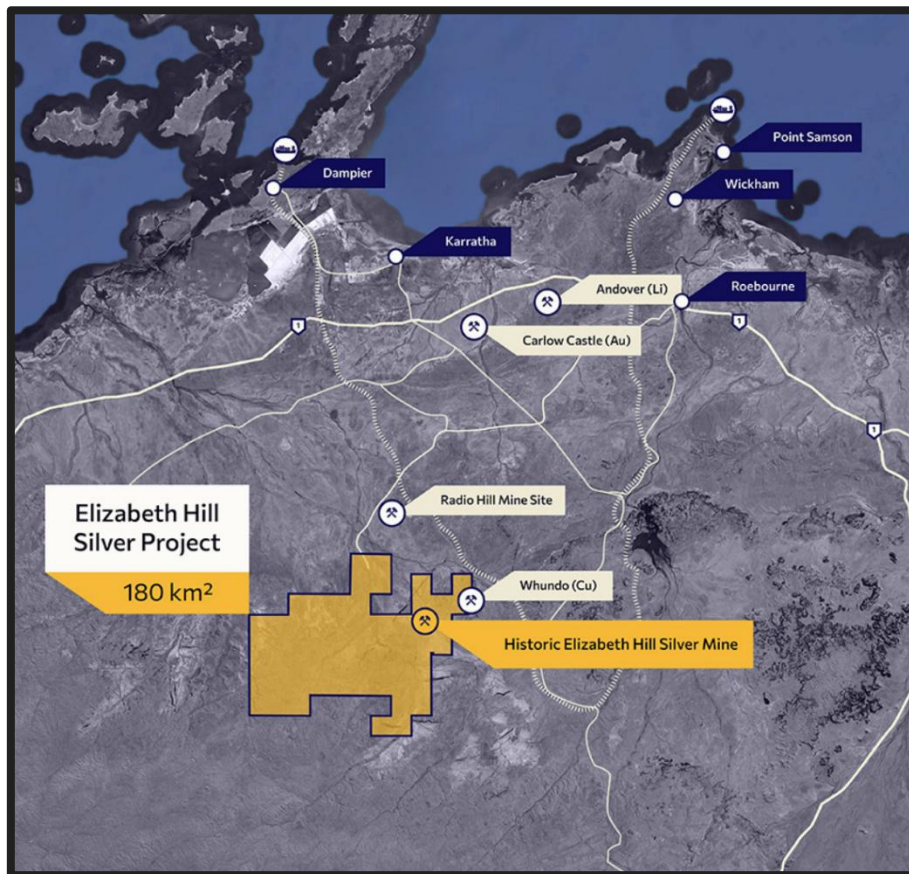 Point Samson
Dampier
Wickham
Karratha
Andover (Li)
Roebourne
1
1
Carlow Castle (Au)
1
Radio Hill Mine Site
Elizabeth Hill
Silver Project
180 km²
Whundo (Cu)
Historic Elizabeth Hill Silver Mine